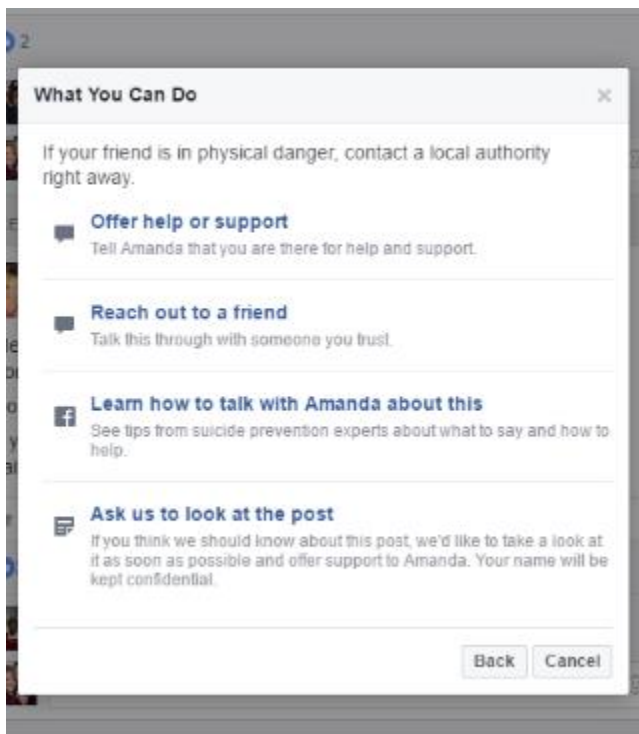 2
What You Can Do
If your friend is in physical danger, contact a local authority
right away.
Offer help or support
Tell Amanda that you are there for help and support.
Reach out to a friend
Talk this through with someone you trust.
Learn how to talk with Amanda about this
See tips from suicide prevention experts about what to say and how to
help.
Ask us to look at the post
If you think we should know about this post, we'd like to take a look at
it as soon as possible and offer support to Amanda. Your name will be
kept confidential.
Back Cancel